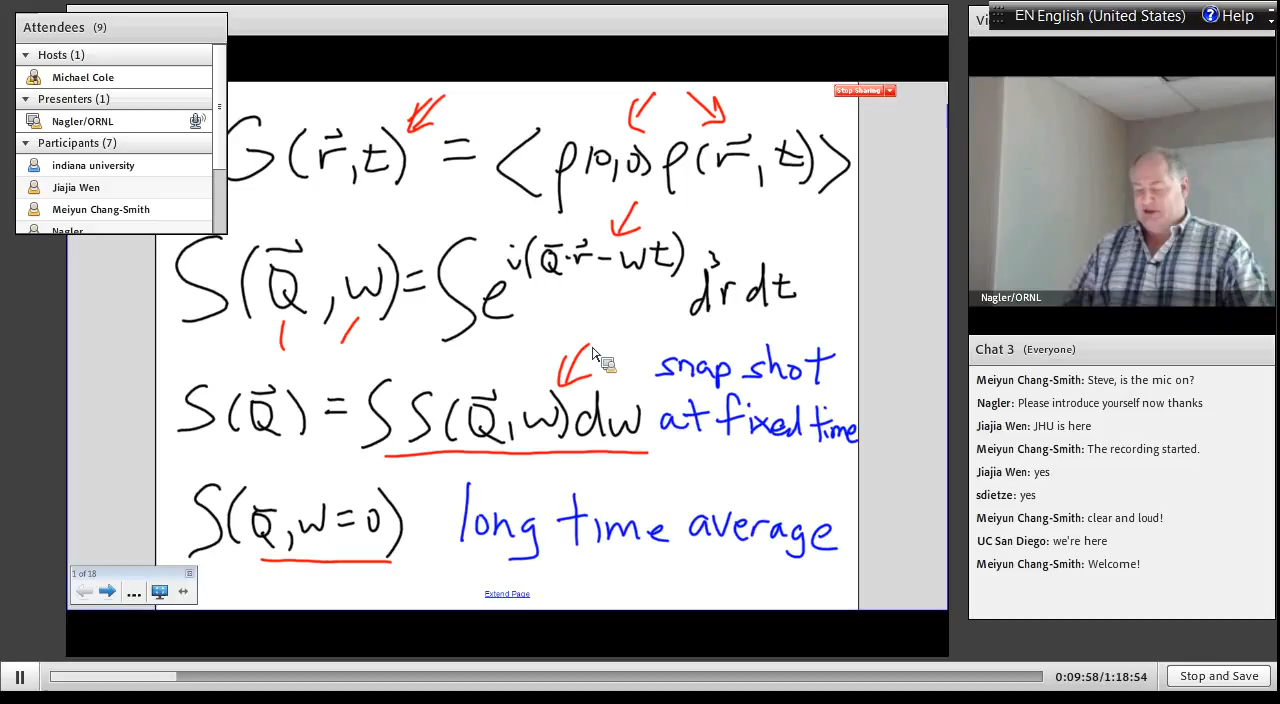 Attendees (9)
Hosts (1)
Michael Cole
Presenters (1)
Nagler/ORNL
Participants (7)
indiana university
Jiajia Wen
Meiyun Chang-Smith
Nagler
Stop Sharing
G(r⃗,t) = <ρ(0,0)ρ(r⃗,t)>
S(Q⃗,w)=∫e^i(Q⃗·r⃗-wt) d³r dt
S(Q⃗) = ∫S(Q⃗,w)dw
snapshot
at fixed time
S(Q⃗,w=0) long time average
1 of 18
...
Extend Page
EN English (United States) Help
Nagler/ORNL
Chat 3 (Everyone)
Meiyun Chang-Smith: Steve, is the mic on?
Nagler: Please introduce yourself now thanks
Jiajia Wen: JHU is here
Meiyun Chang-Smith: The recording started.
Jiajia Wen: yes
sdietze: yes
Meiyun Chang-Smith: clear and loud!
UC San Diego: we're here
Meiyun Chang-Smith: Welcome!
0:09:58/1:18:54
Stop and Save